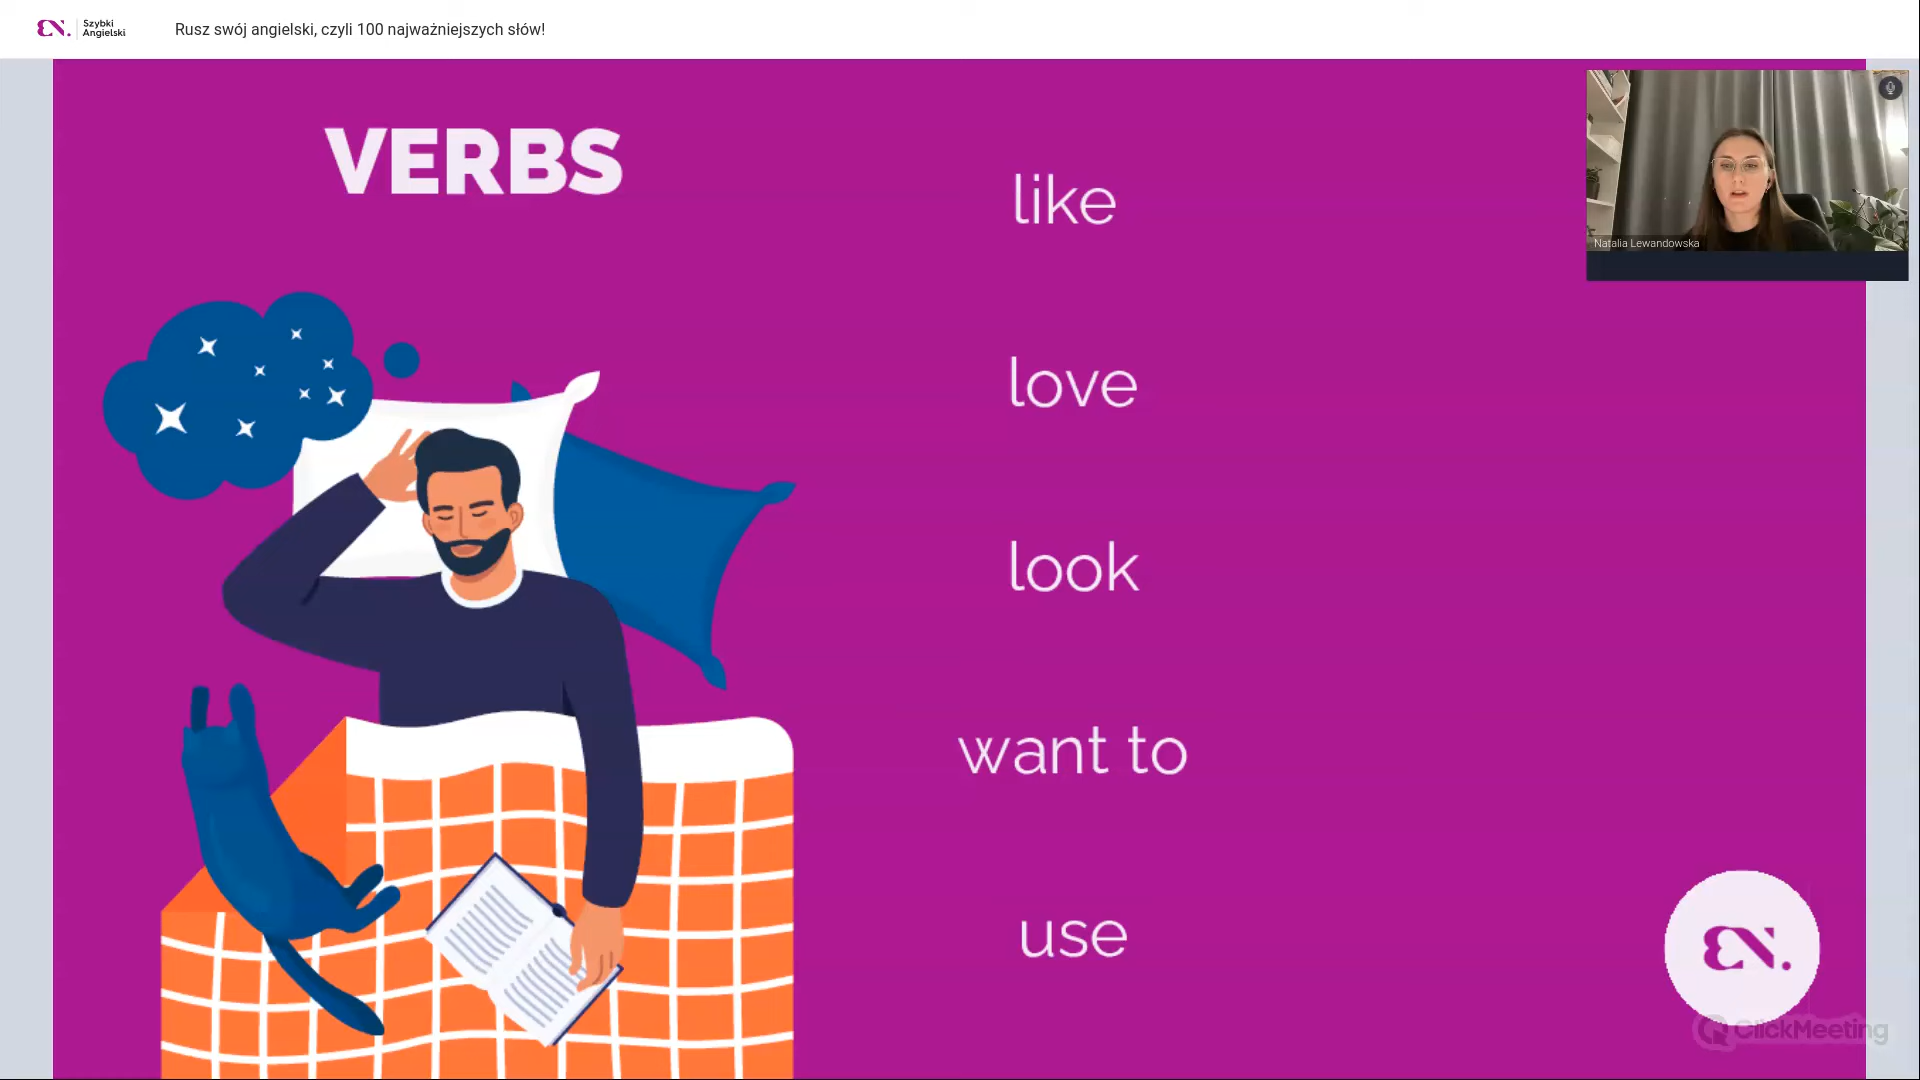 Szybki
Angielski
Rusz swój angielski, czyli 100 najważniejszych słów!
VERBS
like
love
look
want to
use
Natalia Lewandowska
EN.
ClickMeeting